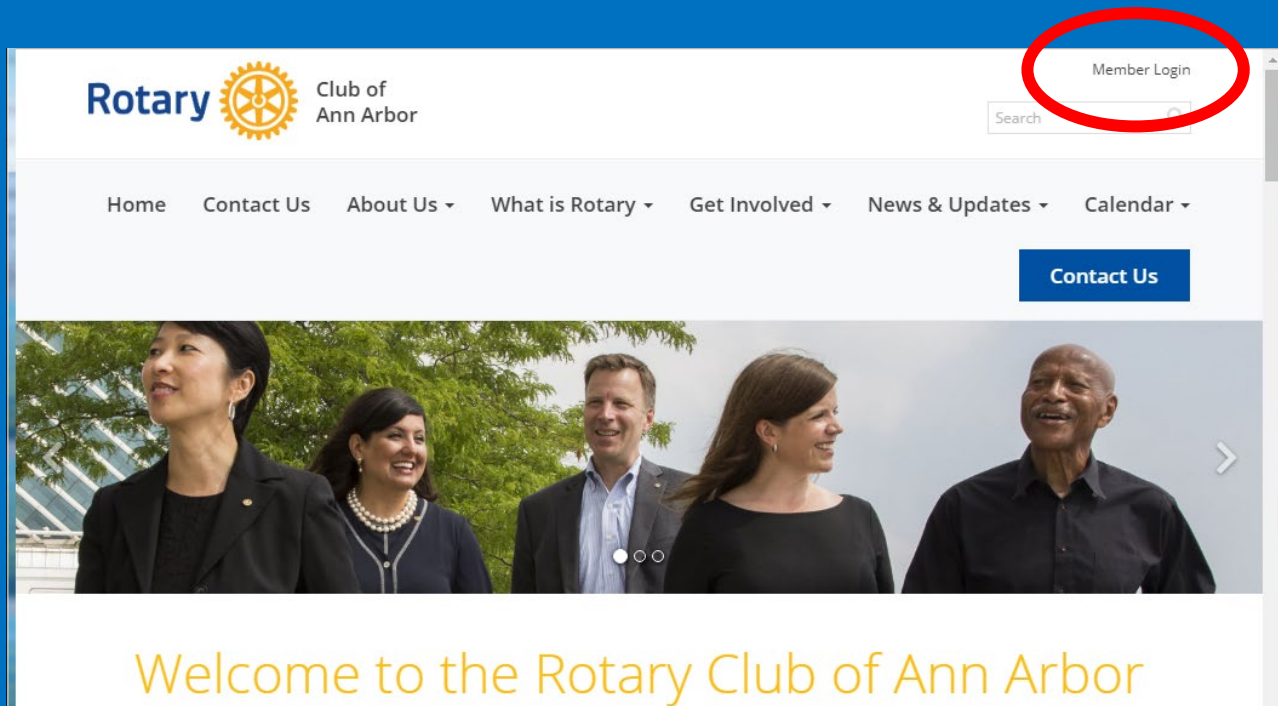 Member Login
Rotary
Club of
Ann Arbor
Search
Home Contact Us About Us What is Rotary Get Involved News & Updates Calendar
Contact Us
Welcome to the Rotary Club of Ann Arbor